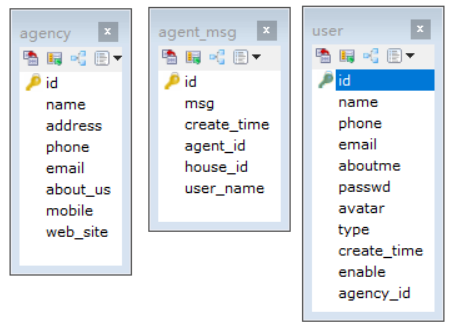 agency
id
name
address
phone
email
about_us
mobile
web_site
agent_msg
id
msg
create_time
agent_id
house_id
user_name
user
id
name
phone
email
aboutme
passwd
avatar
type
create_time
enable
agency_id